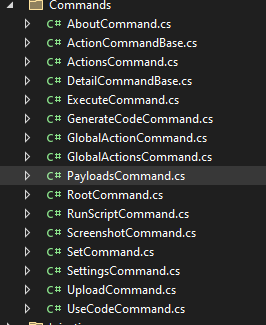 Commands
C# AboutCommand.cs
C# ActionCommandBase.cs
C# ActionsCommand.cs
C# DetailCommandBase.cs
C# ExecuteCommand.cs
C# GenerateCodeCommand.cs
C# GlobalActionCommand.cs
C# GlobalActionsCommand.cs
C# PayloadsCommand.cs
C# RootCommand.cs
C# RunScriptCommand.cs
C# ScreenshotCommand.cs
C# SetCommand.cs
C# SettingsCommand.cs
C# UploadCommand.cs
C# UseCodeCommand.cs